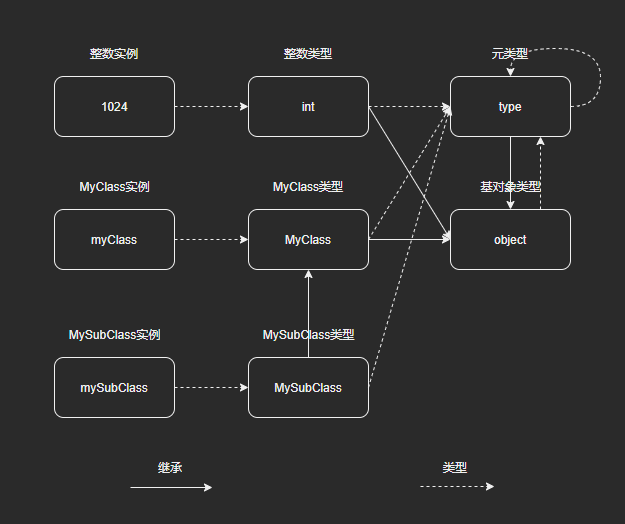 整数实例
整数类型
元类型
1024
int
type
MyClass实例
MyClass类型
基对象类型
myClass
MyClass
object
MySubClass实例
MySubClass类型
mySubClass
MySubClass
继承
类型